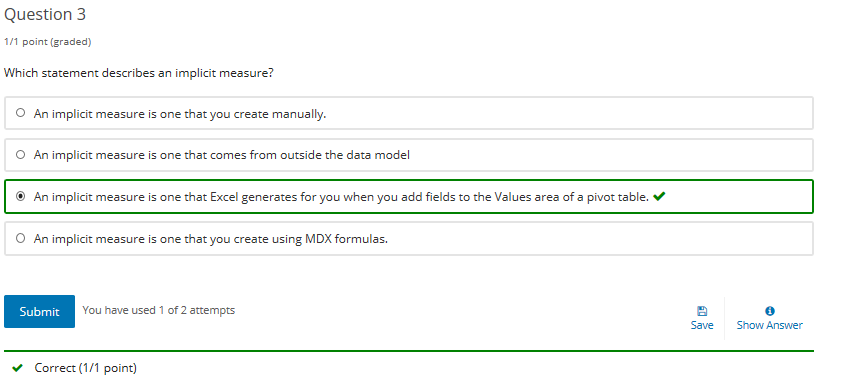 Question 3
1/1 point (graded)
Which statement describes an implicit measure?
An implicit measure is one that you create manually.
An implicit measure is one that comes from outside the data model
An implicit measure is one that Excel generates for you when you add fields to the Values area of a pivot table.
An implicit measure is one that you create using MDX formulas.
Submit You have used 1 of 2 attempts
Save Show Answer
Correct (1/1 point)